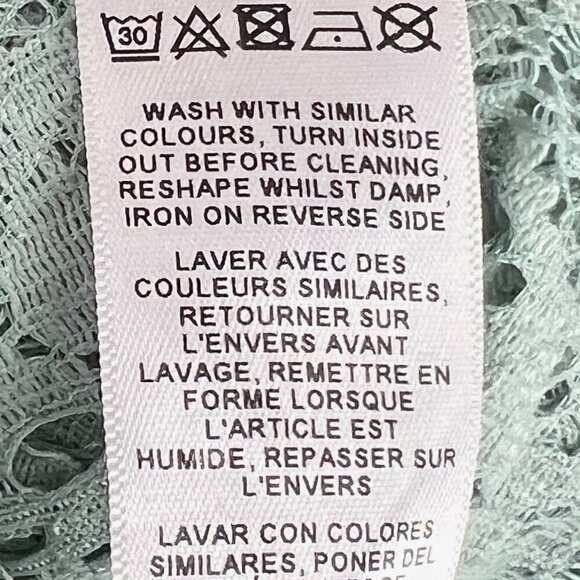 30
WASH WITH SIMILAR
COLOURS, TURN INSIDE
OUT BEFORE CLEANING,
RESHAPE WHILST DAMP,
IRON ON REVERSE SIDE
LAVER AVEC DES
COULEURS SIMILAIRES,
RETOURNER SUR
L'ENVERS AVANT
LAVAGE, REMETTRE EN
FORME LORSQUE
L'ARTICLE EST
HUMIDE, REPASSER SUR
L'ENVERS
LAVAR CON COLORES
SIMILARES, PONER DEL